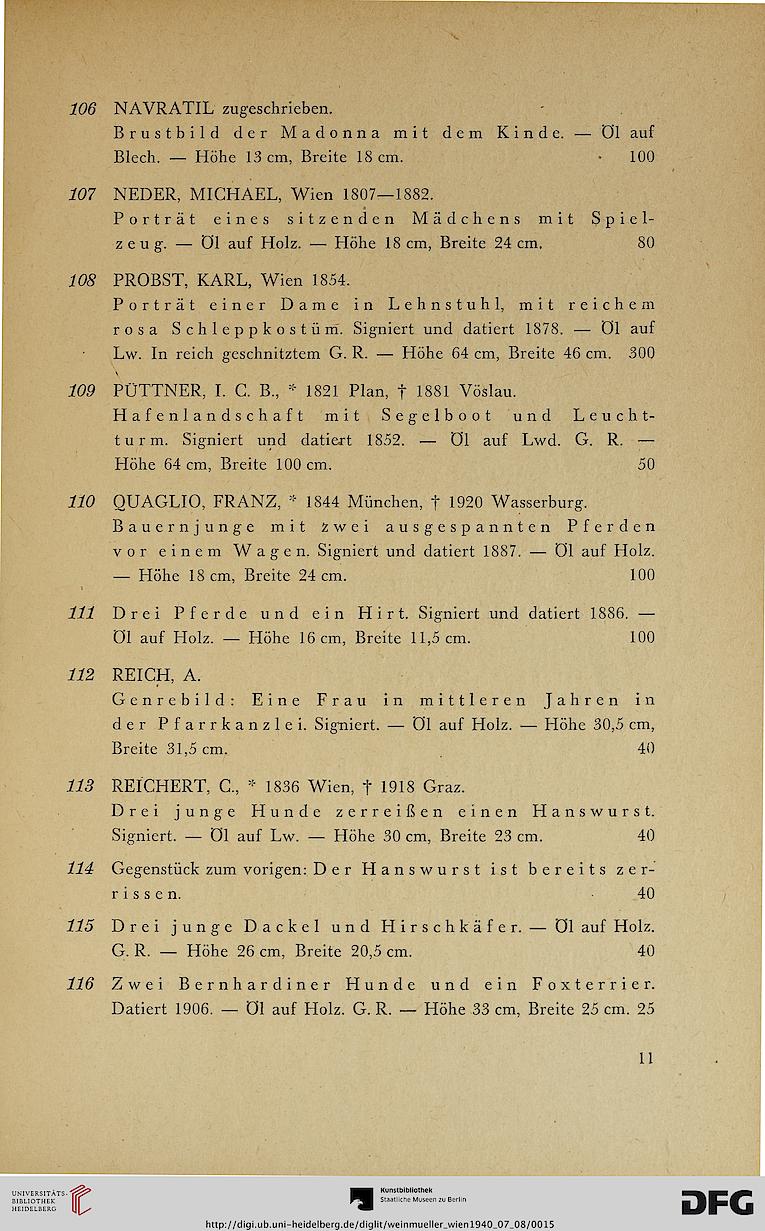 106 NAVRATIL zugeschrieben.
Brustbild der Madonna mit dem Kinde. — Öl auf
Blech. — Höhe 13 cm, Breite 18 cm. 100
107 NEDER, MICHAEL, Wien 1807—1882.
Porträt eines sitzenden Mädchens mit Spiel-
zeug. — Öl auf Holz. — Höhe 18 cm, Breite 24 cm. 80
108 PROBST, KARL, Wien 1854.
Porträt einer Dame in Lehnstuhl, mit reichem
rosa Schleppkostüm. Signiert und datiert 1878. — Öl auf
Lw. In reich geschnitztem G. R. — Höhe 64 cm, Breite 46 cm. 300
109 PÜTTNER, I. C. B., * 1821 Plan, † 1881 Vöslau.
Hafenlandschaft mit Segelboot und Leucht-
turm. Signiert und datiert 1852. — Öl auf Lwd. G. R. —
Höhe 64 cm, Breite 100 cm. 50
110 QUAGLIO, FRANZ, * 1844 München, † 1920 Wasserburg.
Bauernjunge mit zwei ausgespannten Pferden
vor einem Wagen. Signiert und datiert 1887. — Öl auf Holz.
— Höhe 18 cm, Breite 24 cm. 100
111 Drei Pferde und ein Hirt. Signiert und datiert 1886. —
Öl auf Holz. — Höhe 16 cm, Breite 11,5 cm. 100
112 REICH, A.
Genrebild: Eine Frau in mittleren Jahren in
der Pfarrkanzlei. Signiert. — Öl auf Holz. — Höhe 30,5 cm,
Breite 31,5 cm. 40
113 REICHERT, C., * 1836 Wien, † 1918 Graz.
Drei junge Hunde zerreißen einen Hanswurst.
Signiert. — Öl auf Lw. — Höhe 30 cm, Breite 23 cm. 40
114 Gegenstück zum vorigen: Der Hanswurst ist bereits zer-
rissen. 40
115 Drei junge Dackel und Hirschkäfer. — Öl auf Holz.
G. R. — Höhe 26 cm, Breite 20,5 cm. 40
116 Zwei Bernhardiner Hunde und ein Foxterrier.
Datiert 1906. — Öl auf Holz. G. R. — Höhe 33 cm, Breite 25 cm. 25
11
UNIVERSITÄTS-
BIBLIOTHEK
HEIDELBERG
Kunstbibliothek
Staatliche Museen zu Berlin
DFG
http://digi.ub.uni-heidelberg.de/diglit/weinmueller_wien1940_07_08/0015